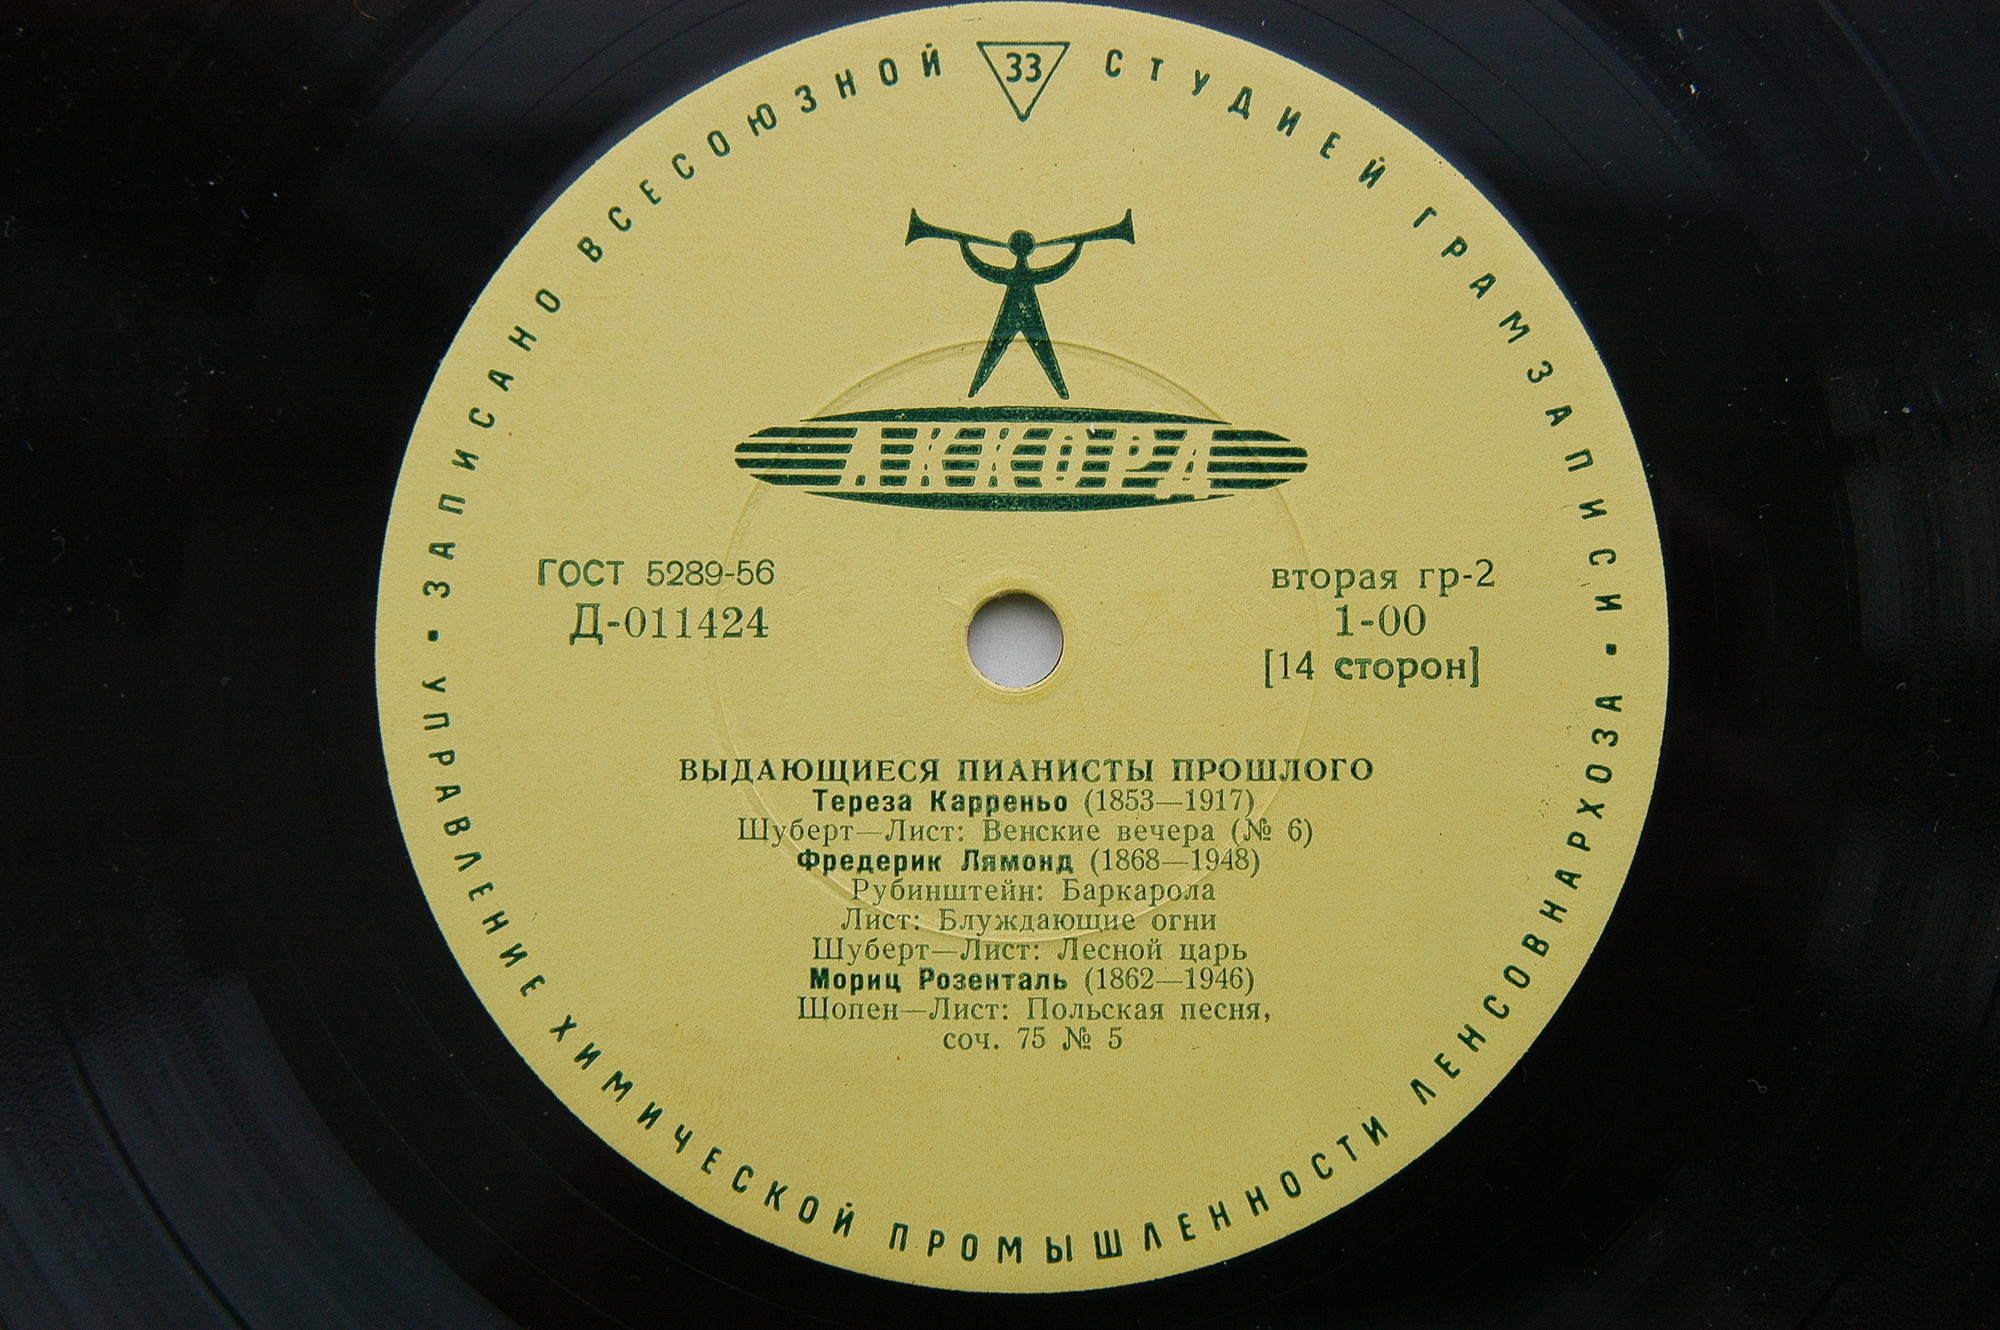 ЗАПИСАНО ВСЕСОЮЗНОЙ СТУДИЕЙ ГРАМЗАПИСИ •
33
АККОРД
ГОСТ 5289-56
Д-011424
вторая гр-2
1-00
[14 сторон]
ВЫДАЮЩИЕСЯ ПИАНИСТЫ ПРОШЛОГО
Тереза Карреньо (1853—1917)
Шуберт—Лист: Венские вечера (№ 6)
Фредерик Лямонд (1868—1948)
Рубинштейн: Баркарола
Лист: Блуждающие огни
Шуберт—Лист: Лесной царь
Мориц Розенталь (1862—1946)
Шопен—Лист: Польская песня,
соч. 75 № 5
УПРАВЛЕНИЕ ХИМИЧЕСКОЙ ПРОМЫШЛЕННОСТИ ЛЕНСОВНАРХОЗА •